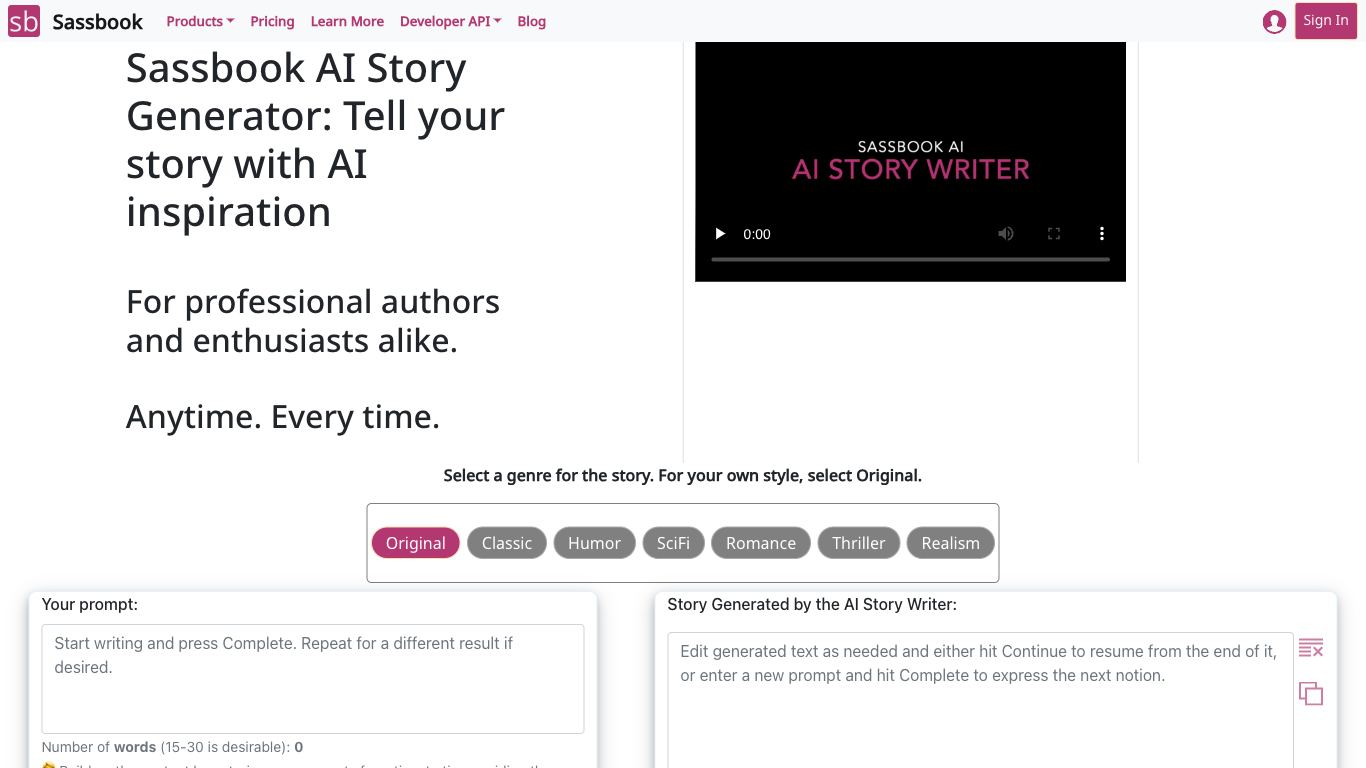 sb Sassbook Products Pricing Learn More Developer API Blog Sign In
Sassbook AI Story
Generator: Tell your
story with AI
inspiration
For professional authors
and enthusiasts alike.
Anytime. Every time.
SASSBOOK AI
AI STORY WRITER
0:00
Select a genre for the story. For your own style, select Original.
Original Classic Humor SciFi Romance Thriller Realism
Your prompt:
Start writing and press Complete. Repeat for a different result if
desired.
Number of words (15-30 is desirable): 0
Story Generated by the AI Story Writer:
Edit generated text as needed and either hit Continue to resume from the end of it,
or enter a new prompt and hit Complete to express the next notion.